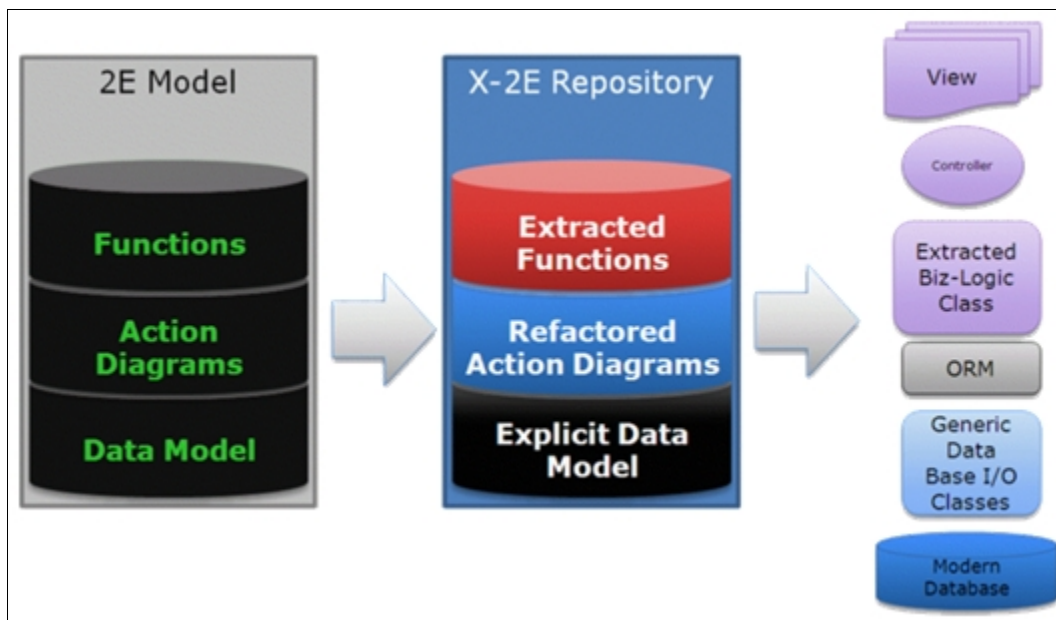 2E Model
Functions
Action
Diagrams
Data Model
X-2E Repository
Extracted
Functions
Refactored
Action Diagrams
Explicit Data
Model
View
Controller
Extracted
Biz-Logic
Class
ORM
Generic
Data
Base I/O
Classes
Modern
Database